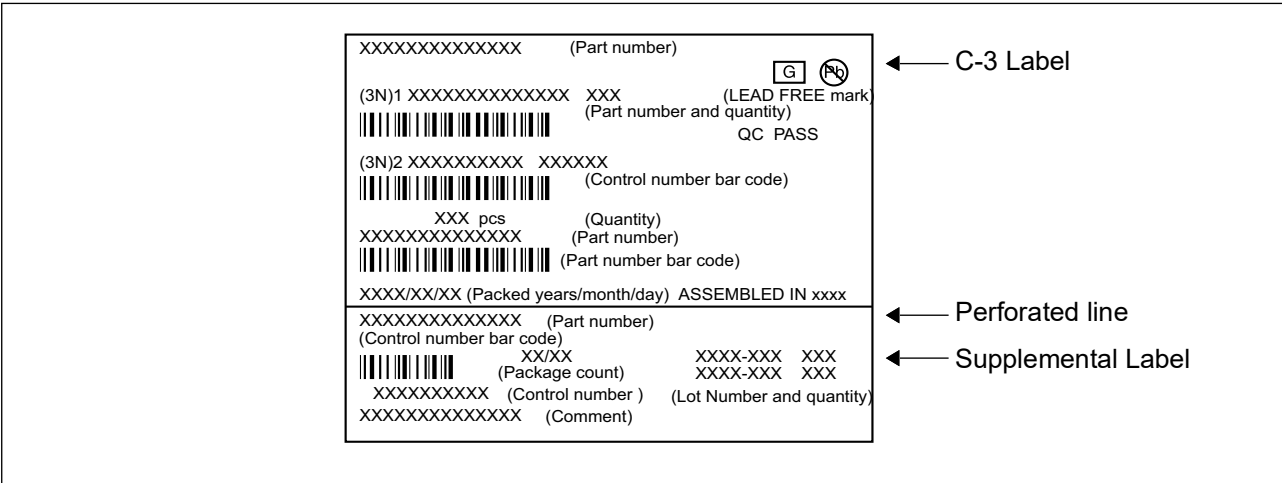 XXXXXXXXXXXXXX (Part number)
C-3 Label
G Pb
(3N)1 XXXXXXXXXXXXXX XXX (LEAD FREE mark)
(Part number and quantity)
QC PASS
(3N)2 XXXXXXXXXX XXXXXX
(Control number bar code)
XXX pcs (Quantity)
XXXXXXXXXXXXXX (Part number)
(Part number bar code)
XXXX/XX/XX (Packed years/month/day) ASSEMBLED IN xxxx
Perforated line
XXXXXXXXXXXXXX (Part number)
(Control number bar code)
XX/XX XXXX-XXX XXX
Supplemental Label
(Package count) XXXX-XXX XXX
XXXXXXXXXX (Control number ) (Lot Number and quantity)
XXXXXXXXXXXXXX (Comment)